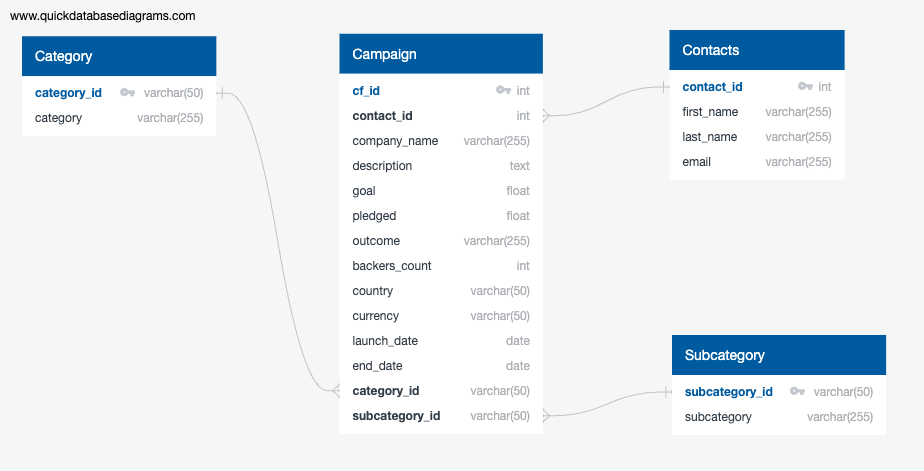 www.quickdatabasediagrams.com
Category
category_id varchar(50)
category varchar(255)
Campaign
cf_id int
contact_id int
company_name varchar(255)
description text
goal float
pledged float
outcome varchar(255)
backers_count int
country varchar(50)
currency varchar(50)
launch_date date
end_date date
category_id varchar(50)
subcategory_id varchar(50)
Contacts
contact_id int
first_name varchar(255)
last_name varchar(255)
email varchar(255)
Subcategory
subcategory_id varchar(50)
subcategory varchar(255)